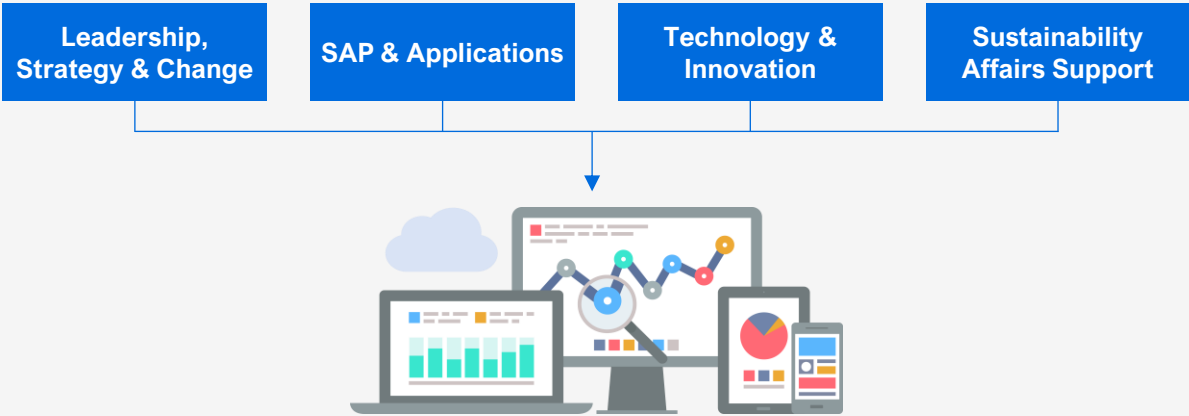 Leadership,
Strategy & Change
SAP & Applications
Technology &
Innovation
Sustainability
Affairs Support